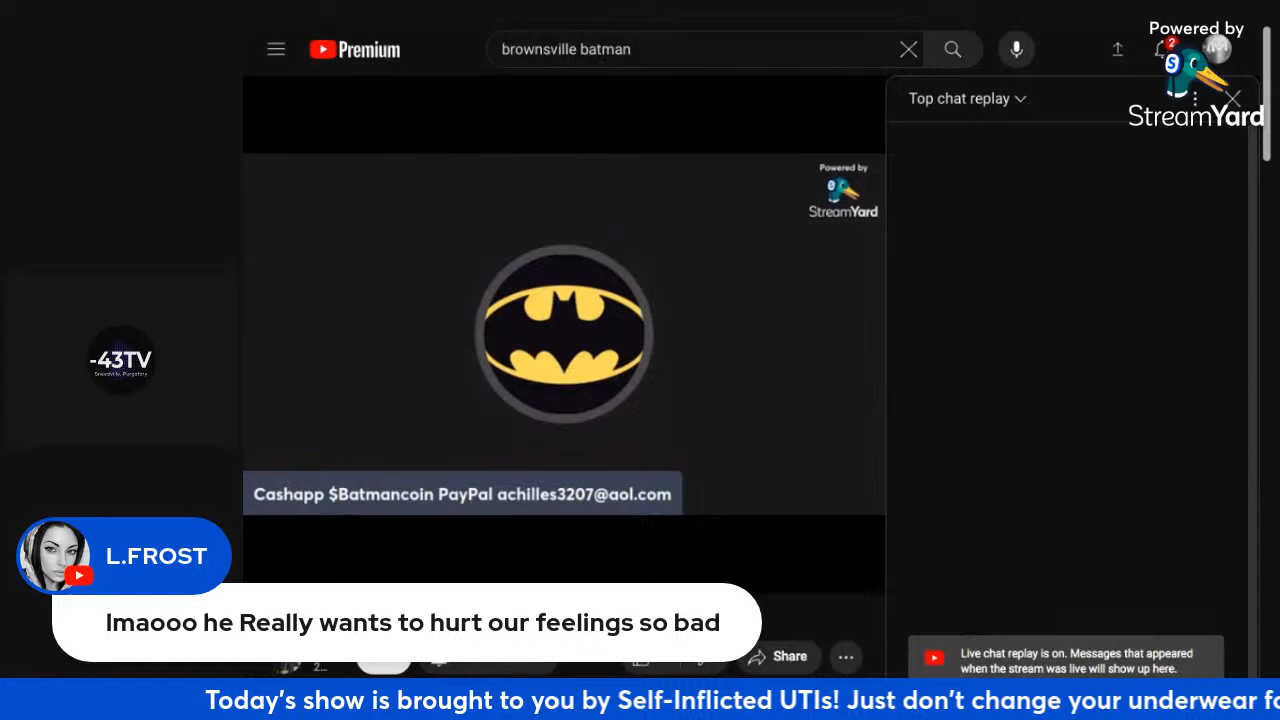 Powered by
StreamYard
Premium
brownsville batman
2
Top chat replay
Powered by
StreamYard
-43TV
Cashapp $Batmancoin PayPal achilles3207@aol.com
L.FROST
lmaooo he Really wants to hurt our feelings so bad
2...
Share
Live chat replay is on. Messages that appeared
when the stream was live will show up here.
Today's show is brought to you by Self-Inflicted UTIs! Just don't change your underwear fo